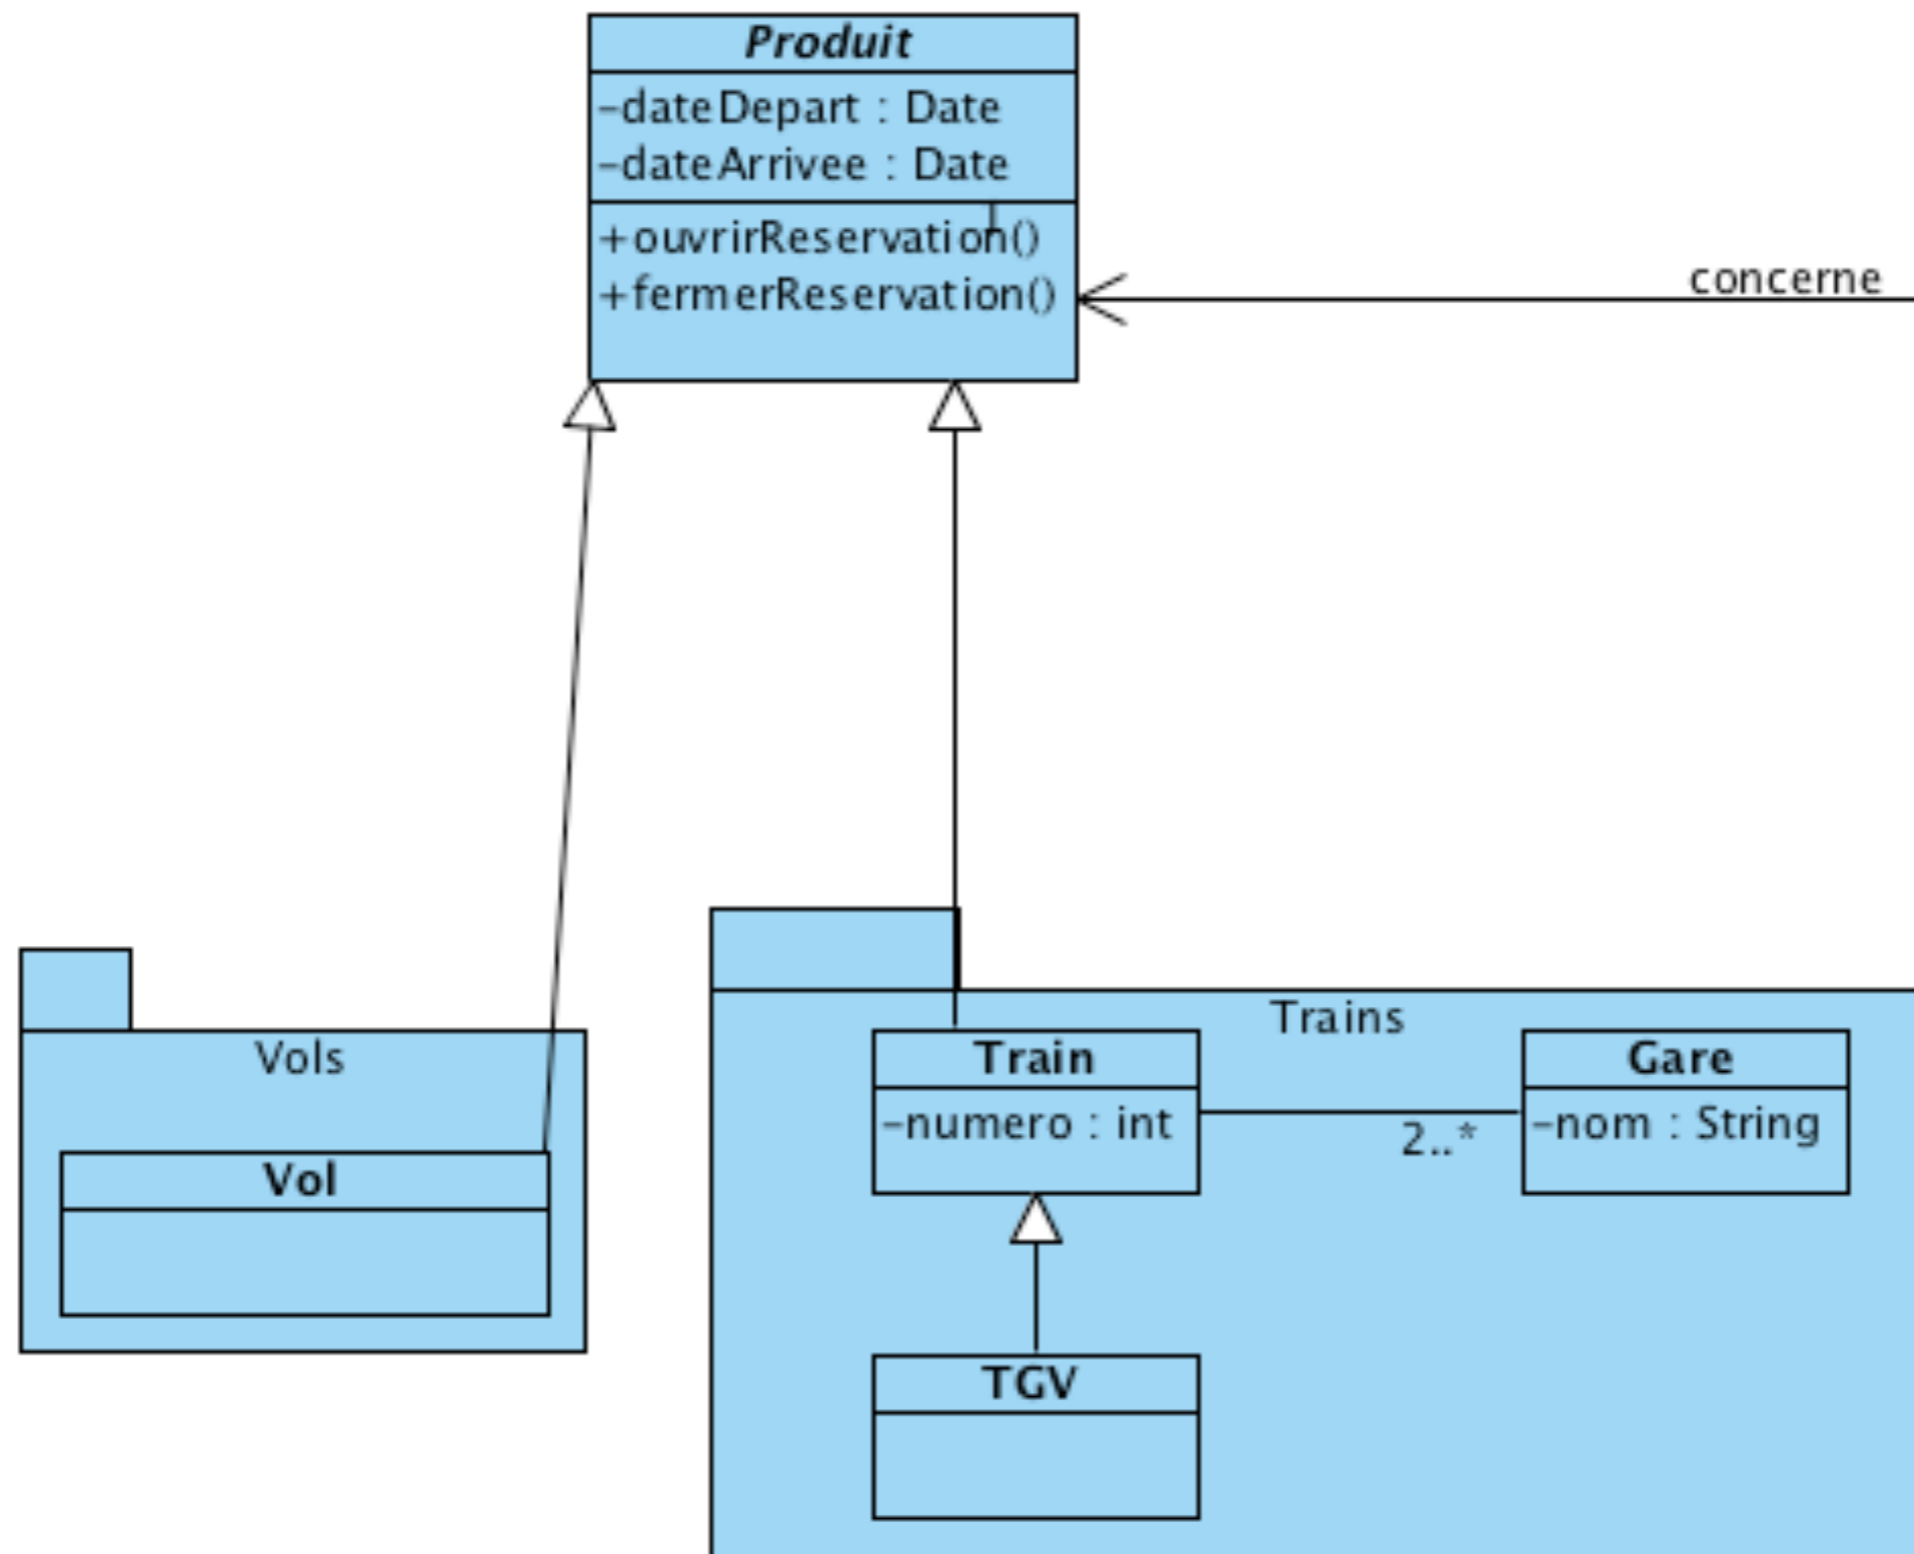 Produit
-dateDepart : Date
-dateArrivee : Date
+ouvrirReservation()
+fermerReservation()
concerne
Vols
Vol
Trains
Train
-numero : int
2..*
Gare
-nom : String
TGV